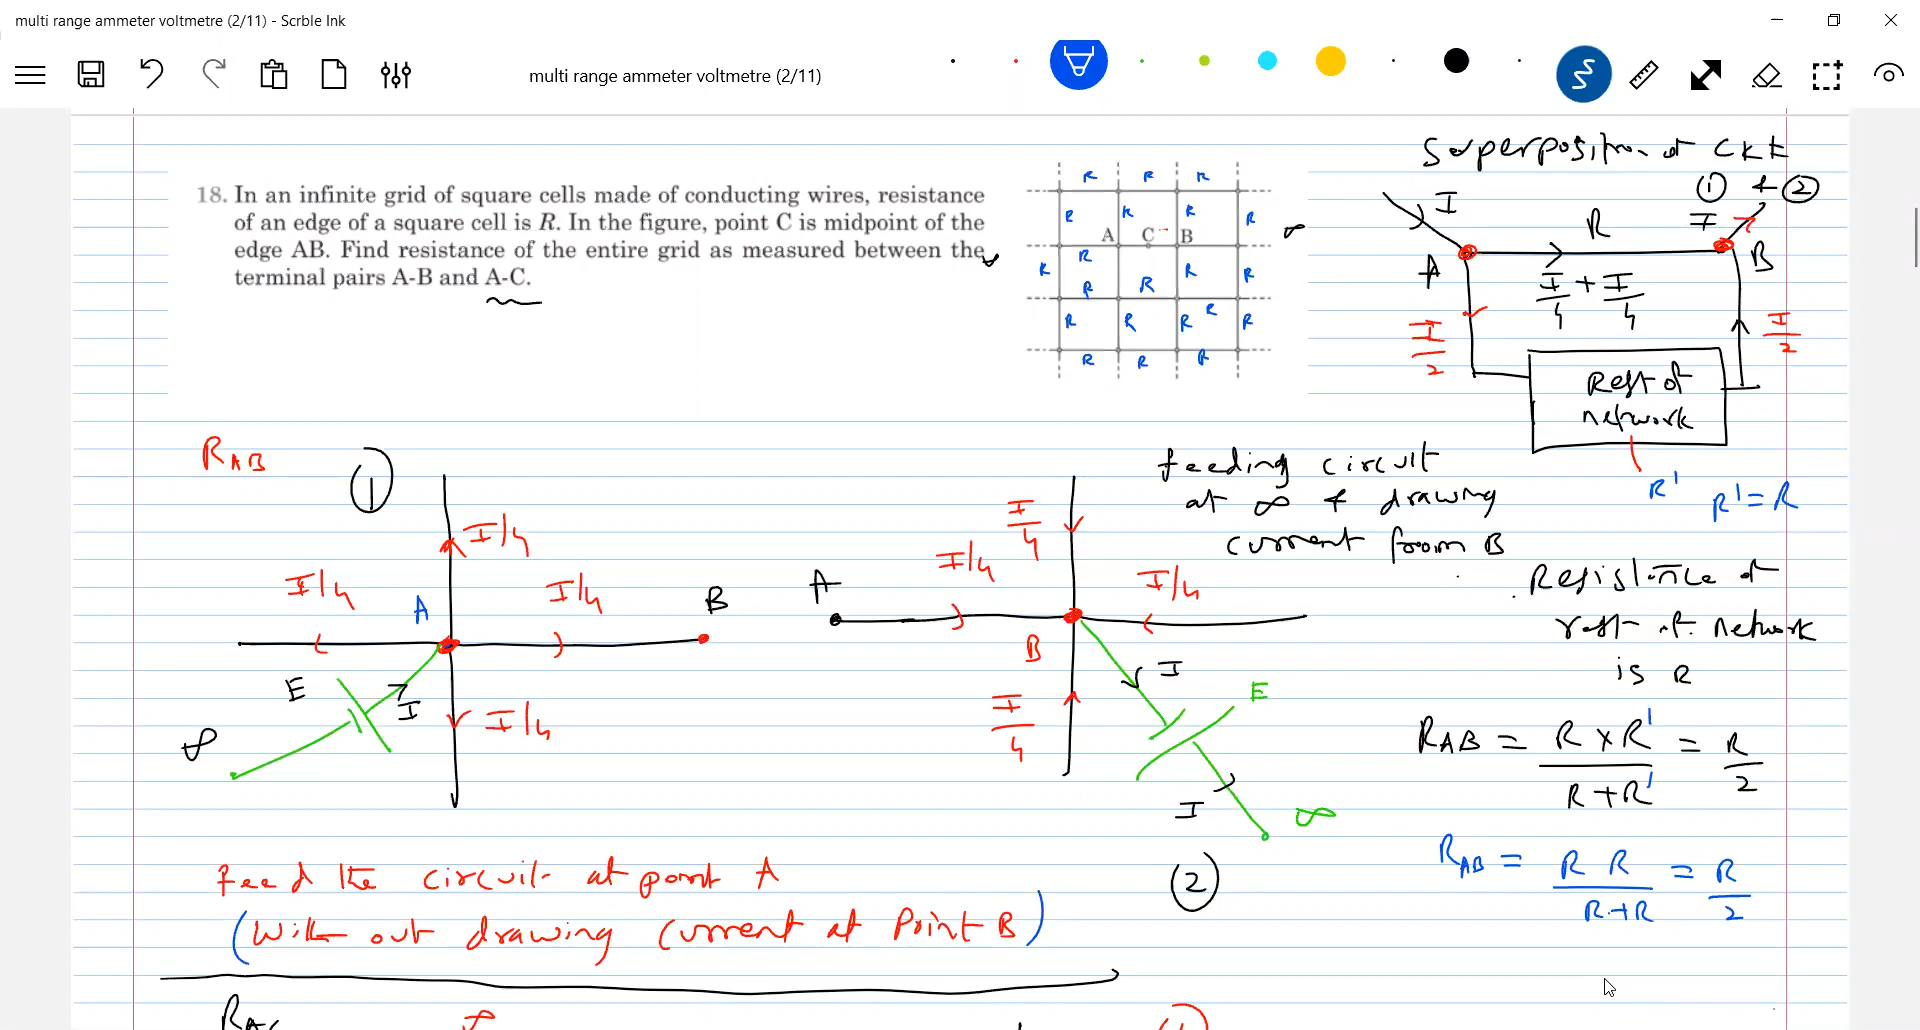 multi range ammeter voltmetre (2/11) - Scrble Ink
multi range ammeter voltmetre (2/11)
18. In an infinite grid of square cells made of conducting wires, resistance
of an edge of a square cell is R. In the figure, point C is midpoint of the
edge AB. Find resistance of the entire grid as measured between the
terminal pairs A-B and A-C.
R R R
R R R R
A C B
R
R R R R R
R R R R R
R R R
∞
Superposition of CKt
① & ②
I R I
A B
I/4 + I/4
I/2 I/2
Rest of
network
R' R' = R
Resistance of
rest of network
is R
RAB = R × R' / R + R' = R/2
RAB = R R / R + R = R/2
RAB ①
I/4
I/4 I/4
A B
E I
I/4
∞
feeding circuit
at ∞ & drawing
current from B
I/4
A I/4 I/4
B I
I/4 E
I ∞
②
feed the circuit at point A
(With out drawing current at Point B)
RAC ∞